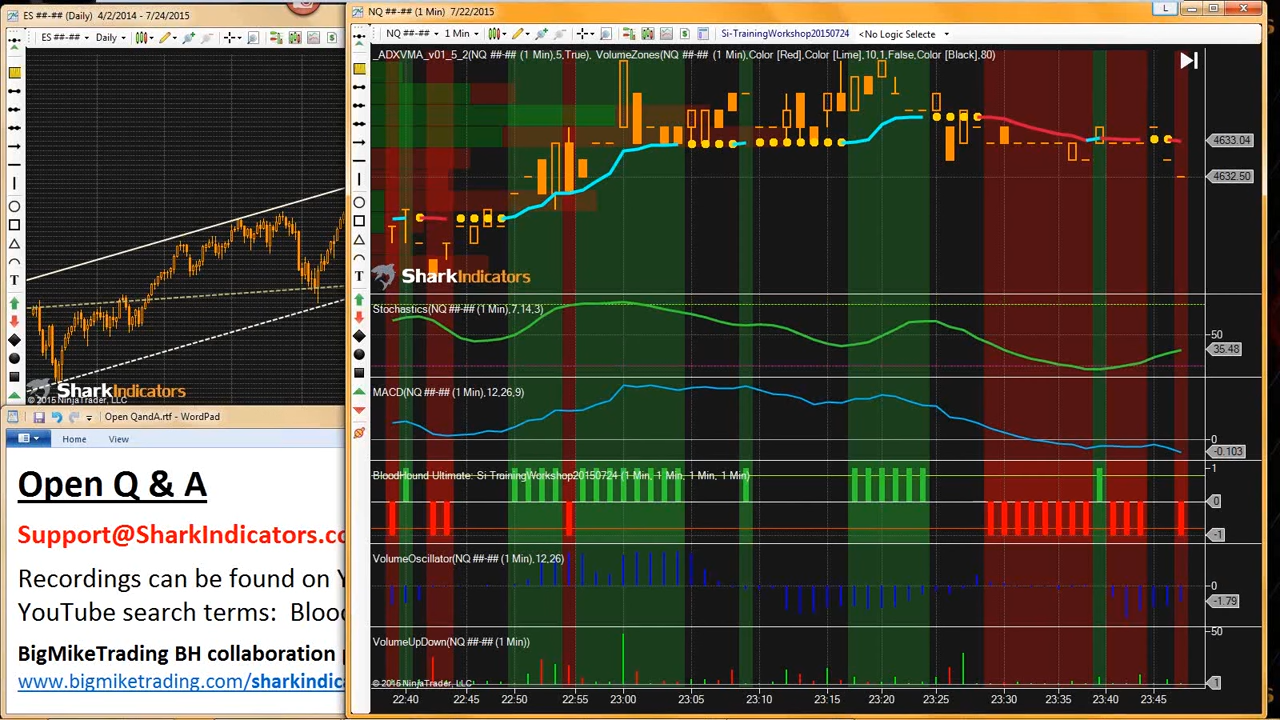 ES ##-## (Daily) 4/2/2014 - 7/24/2015
ES ##-##
Daily
T
SharkIndicators
© 2015 NinjaTrader, LLC
Open QandA.rtf - WordPad
Home
View
Open Q & A
Support@SharkIndicators.co
Recordings can be found on Y
YouTube search terms: Blood
BigMikeTrading BH collaboration
www.bigmiketrading.com/sharkindica
NQ ##-## (1 Min) 7/22/2015
L
NQ ##-##
1 Min
Si-TrainingWorkshop20150724
<No Logic Selecte
T
_ADXVMA_v01_5_2(NQ ##-## (1 Min),5,True), VolumeZones(NQ ##-## (1 Min),Color [Red],Color [Lime],10,1,False,Color [Black],80)
4633.04
4632.50
SharkIndicators
Stochastics(NQ ##-## (1 Min),7,14,3)
50
35.48
MACD(NQ ##-## (1 Min),12,26,9)
0
-0.103
BloodHound Ultimate: Si-TrainingWorkshop20150724 (1 Min, 1 Min, 1 Min, 1 Min)
1
0
-1
VolumeOscillator(NQ ##-## (1 Min),12,26)
0
-1.79
VolumeUpDown(NQ ##-## (1 Min))
50
1
© 2015 NinjaTrader, LLC
22:40 22:45 22:50 22:55 23:00 23:05 23:10 23:15 23:20 23:25 23:30 23:35 23:40 23:45